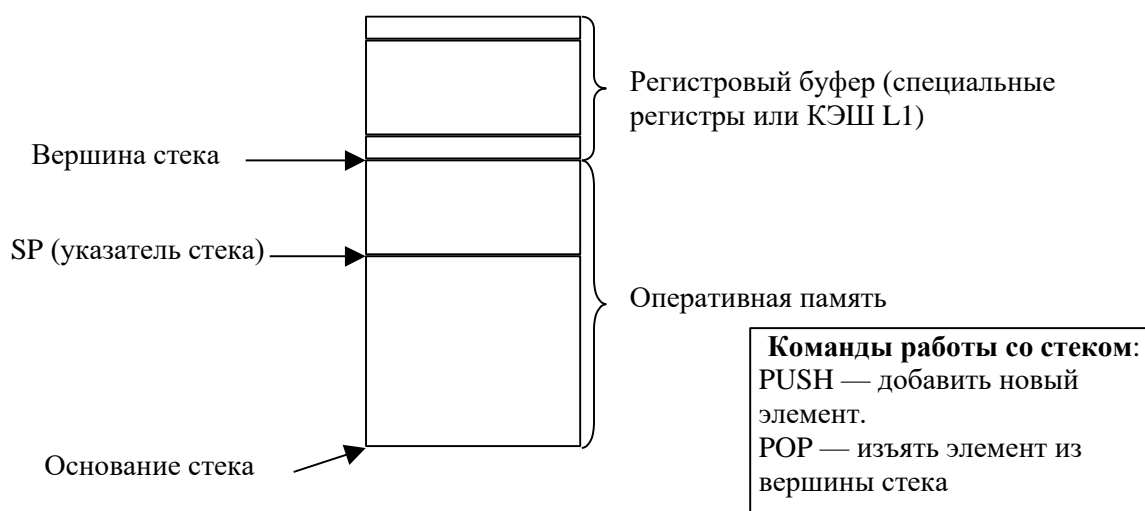 Регистровый буфер (специальные
регистры или КЭШ L1)
Вершина стека
SP (указатель стека)
Оперативная память
Команды работы со стеком:
PUSH — добавить новый
элемент.
POP — изъять элемент из
вершины стека
Основание стека